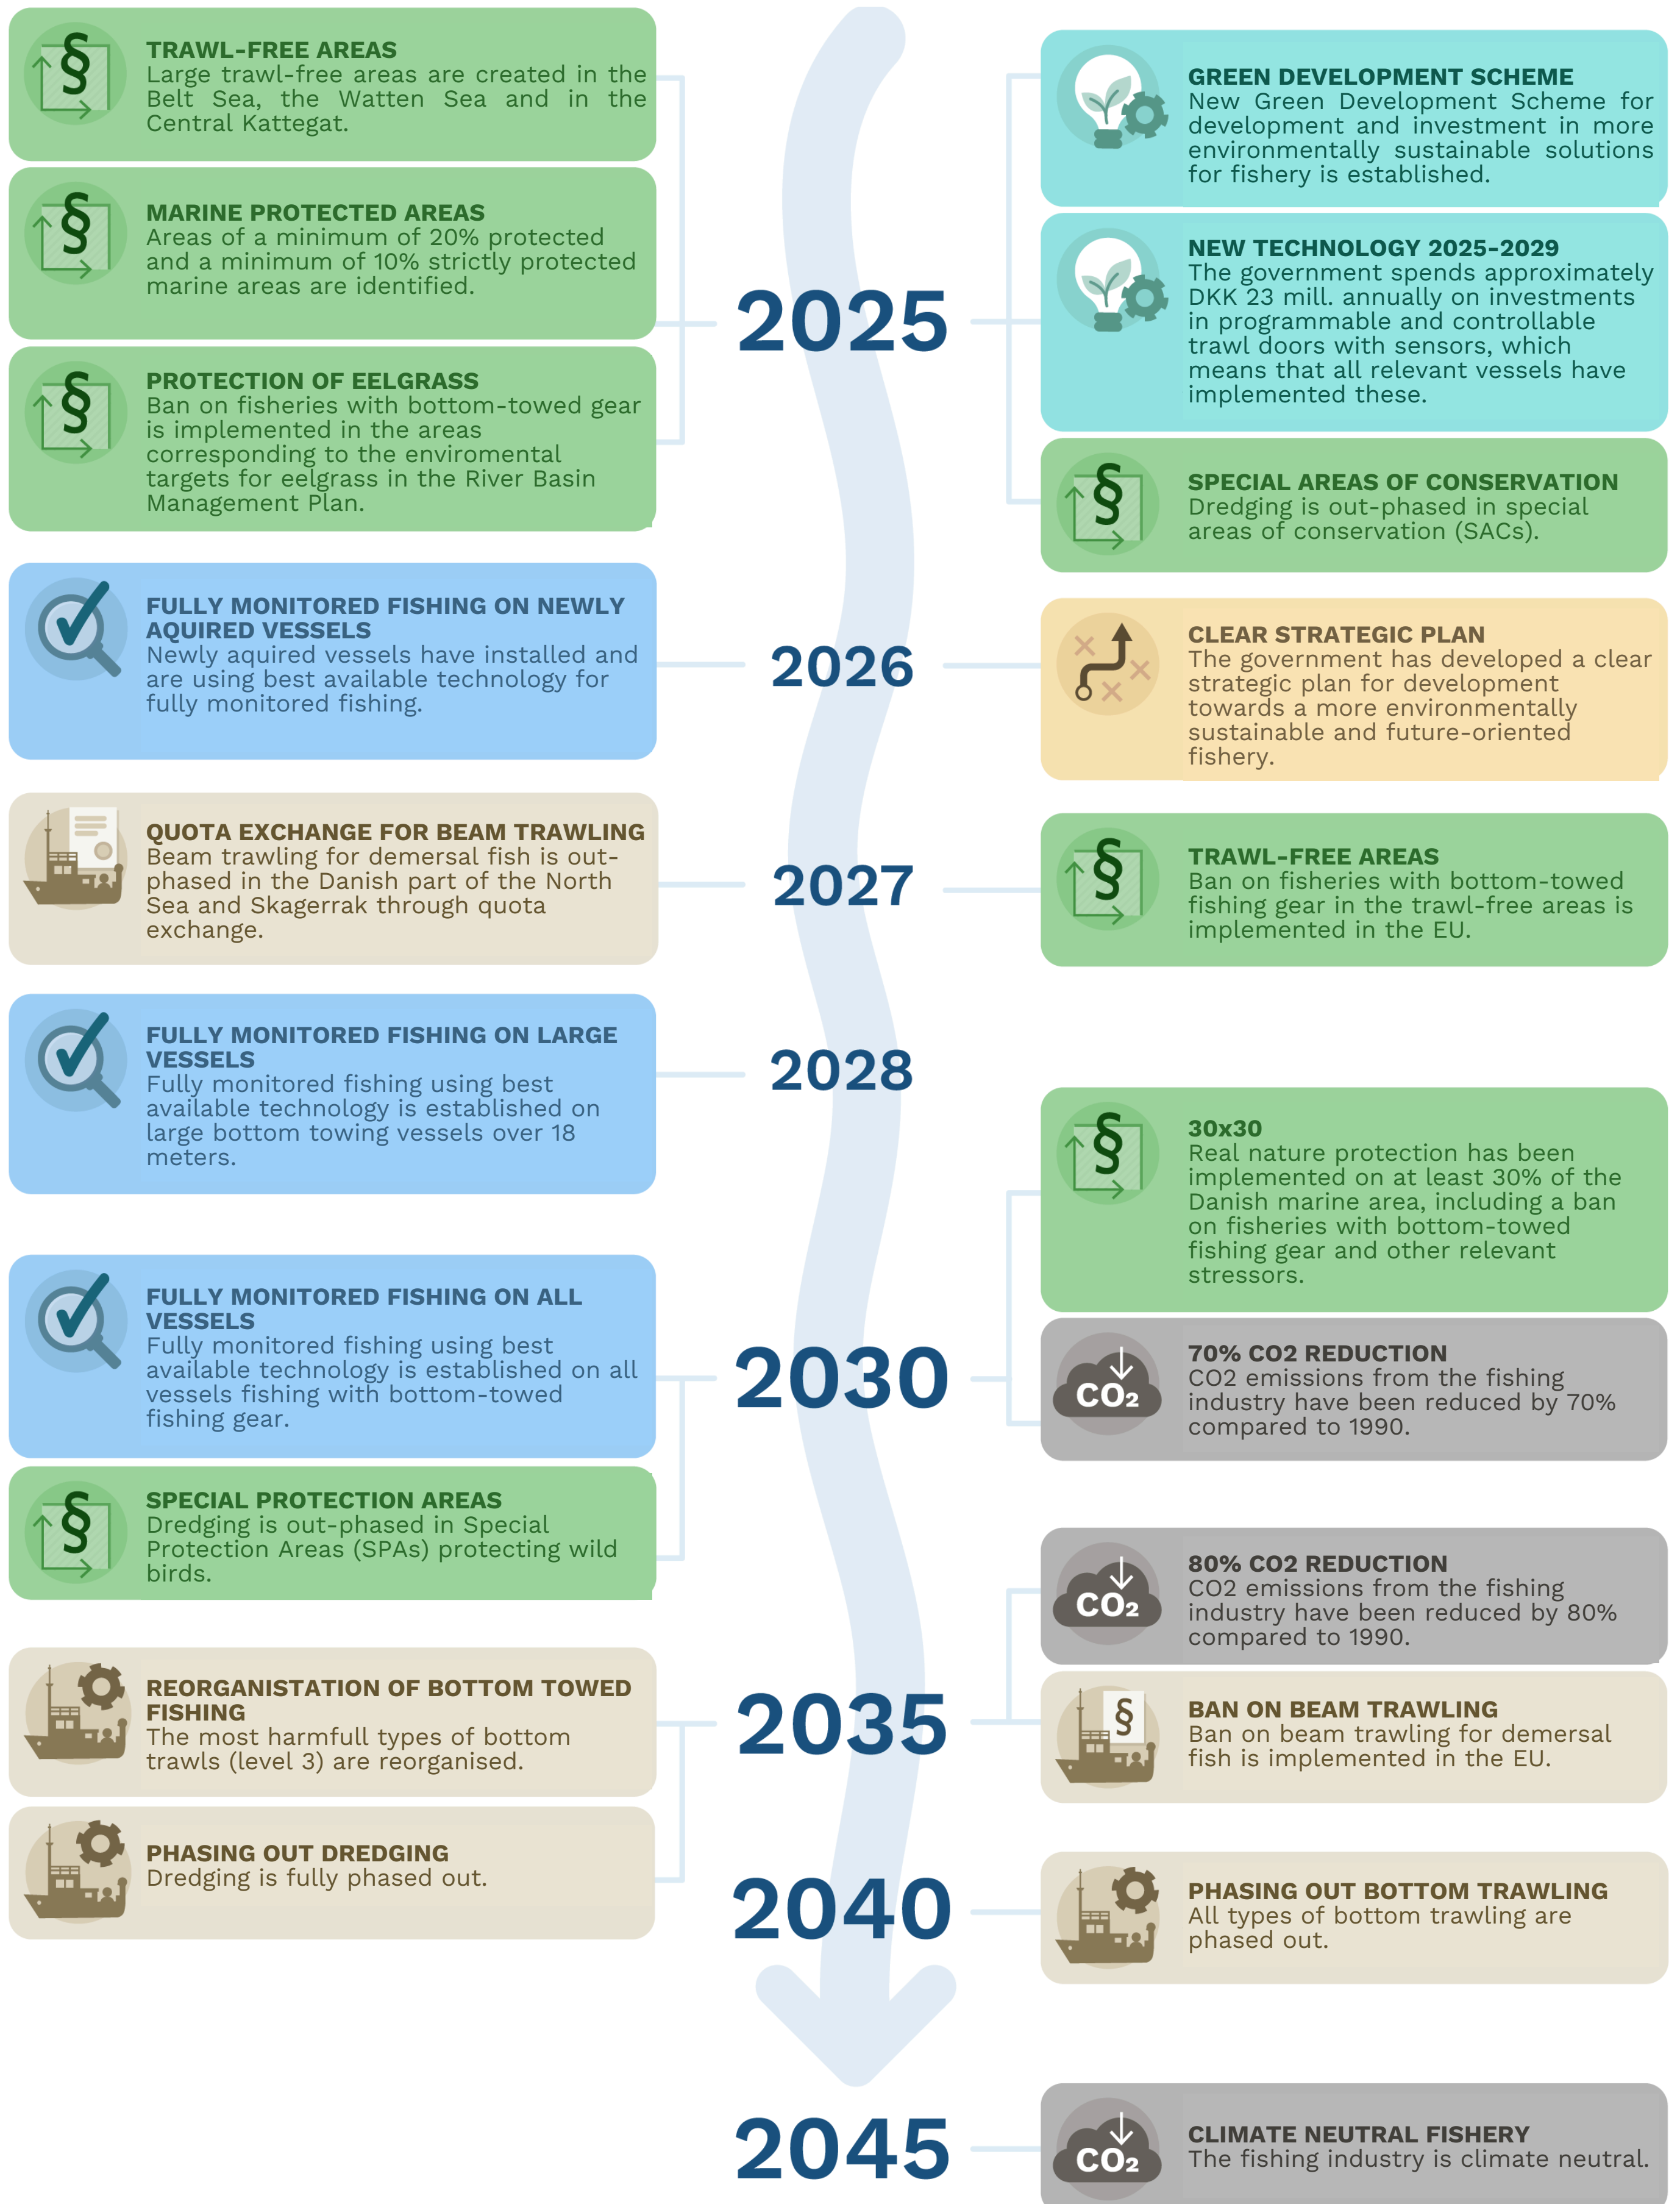 TRAWL-FREE AREAS
Large trawl-free areas are created in the
Belt Sea, the Watten Sea and in the
Central Kattegat.
§
MARINE PROTECTED AREAS
Areas of a minimum of 20% protected
and a minimum of 10% strictly protected
marine areas are identified.
§
PROTECTION OF EELGRASS
Ban on fisheries with bottom-towed gear
is implemented in the areas
corresponding to the enviromental
targets for eelgrass in the River Basin
Management Plan.
§
2025
GREEN DEVELOPMENT SCHEME
New Green Development Scheme for
development and investment in more
environmentally sustainable solutions
for fishery is established.
NEW TECHNOLOGY 2025-2029
The government spends approximately
DKK 23 mill. annually on investments
in programmable and controllable
trawl doors with sensors, which
means that all relevant vessels have
implemented these.
SPECIAL AREAS OF CONSERVATION
Dredging is out-phased in special
areas of conservation (SACs).
§
FULLY MONITORED FISHING ON NEWLY
AQUIRED VESSELS
Newly aquired vessels have installed and
are using best available technology for
fully monitored fishing.
2026
CLEAR STRATEGIC PLAN
The government has developed a clear
strategic plan for development
towards a more environmentally
sustainable and future-oriented
fishery.
QUOTA EXCHANGE FOR BEAM TRAWLING
Beam trawling for demersal fish is out-
phased in the Danish part of the North
Sea and Skagerrak through quota
exchange.
2027
TRAWL-FREE AREAS
Ban on fisheries with bottom-towed
fishing gear in the trawl-free areas is
implemented in the EU.
§
FULLY MONITORED FISHING ON LARGE
VESSELS
Fully monitored fishing using best
available technology is established on
large bottom towing vessels over 18
meters.
2028
FULLY MONITORED FISHING ON ALL
VESSELS
Fully monitored fishing using best
available technology is established on all
vessels fishing with bottom-towed
fishing gear.
SPECIAL PROTECTION AREAS
Dredging is out-phased in Special
Protection Areas (SPAs) protecting wild
birds.
§
2030
30x30
Real nature protection has been
implemented on at least 30% of the
Danish marine area, including a ban
on fisheries with bottom-towed
fishing gear and other relevant
stressors.
§
70% CO2 REDUCTION
CO2 emissions from the fishing
industry have been reduced by 70%
compared to 1990.
CO₂
REORGANISTATION OF BOTTOM TOWED
FISHING
The most harmfull types of bottom
trawls (level 3) are reorganised.
PHASING OUT DREDGING
Dredging is fully phased out.
2035
80% CO2 REDUCTION
CO2 emissions from the fishing
industry have been reduced by 80%
compared to 1990.
CO₂
BAN ON BEAM TRAWLING
Ban on beam trawling for demersal
fish is implemented in the EU.
§
2040
PHASING OUT BOTTOM TRAWLING
All types of bottom trawling are
phased out.
2045
CLIMATE NEUTRAL FISHERY
The fishing industry is climate neutral.
CO₂